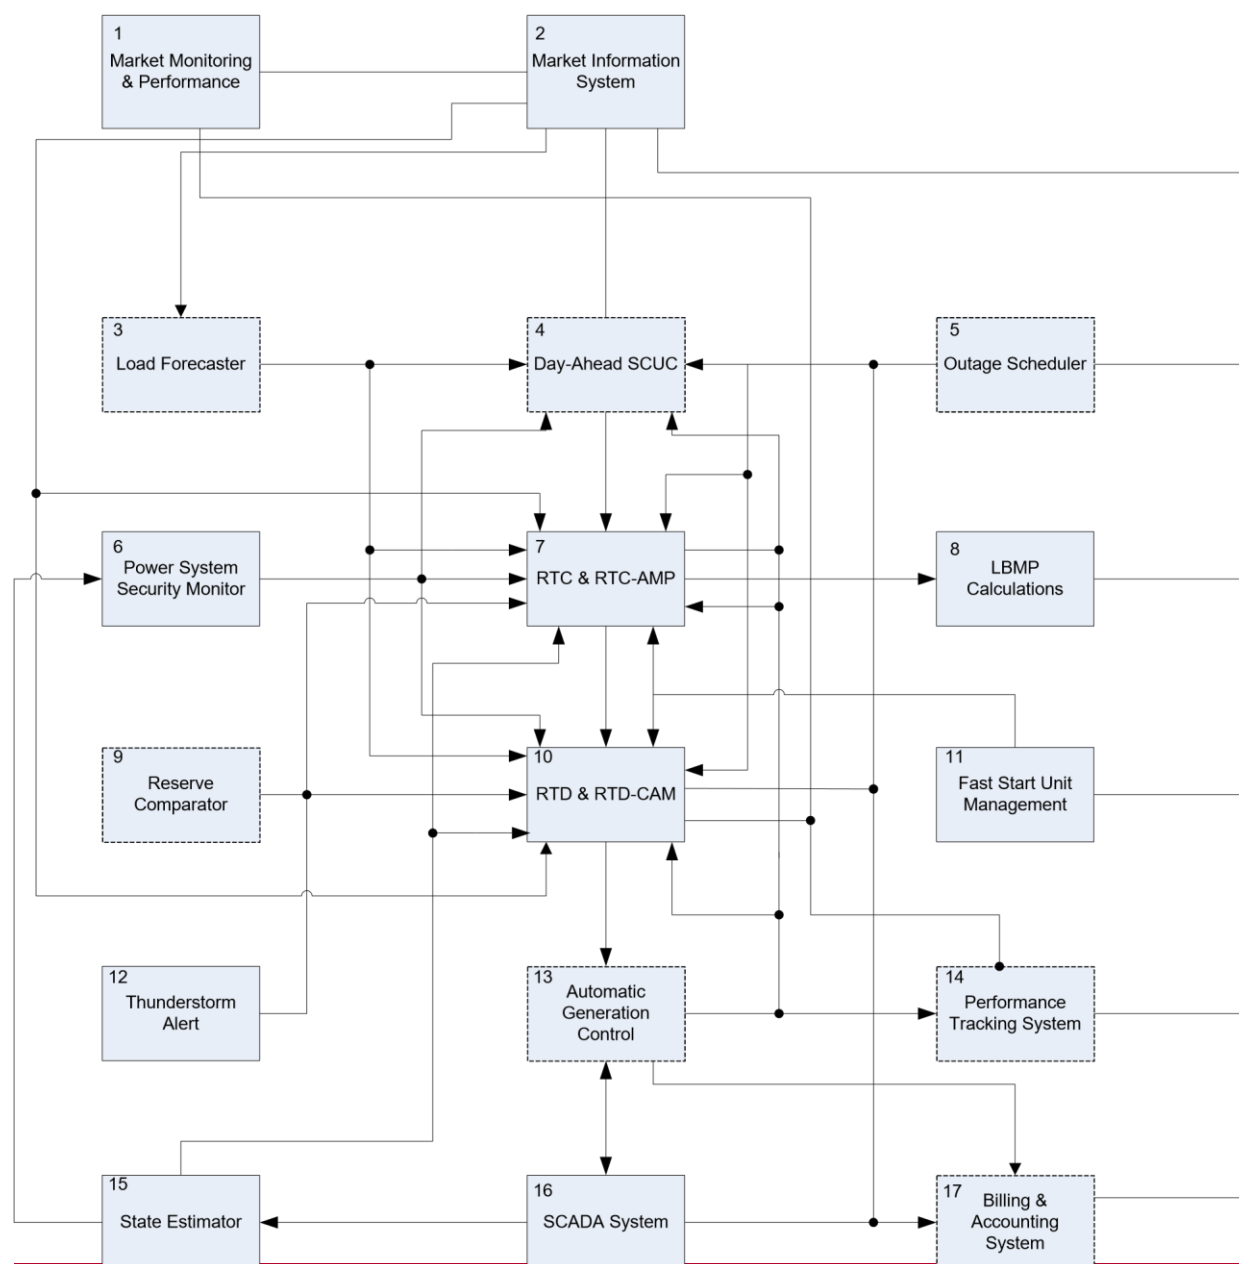 1
Market Monitoring
& Performance
2
Market Information
System
3
Load Forecaster
4
Day-Ahead SCUC
5
Outage Scheduler
6
Power System
Security Monitor
7
RTC & RTC-AMP
8
LBMP
Calculations
9
Reserve
Comparator
10
RTD & RTD-CAM
11
Fast Start Unit
Management
12
Thunderstorm
Alert
13
Automatic
Generation
Control
14
Performance
Tracking System
15
State Estimator
16
SCADA System
17
Billing &
Accounting
System